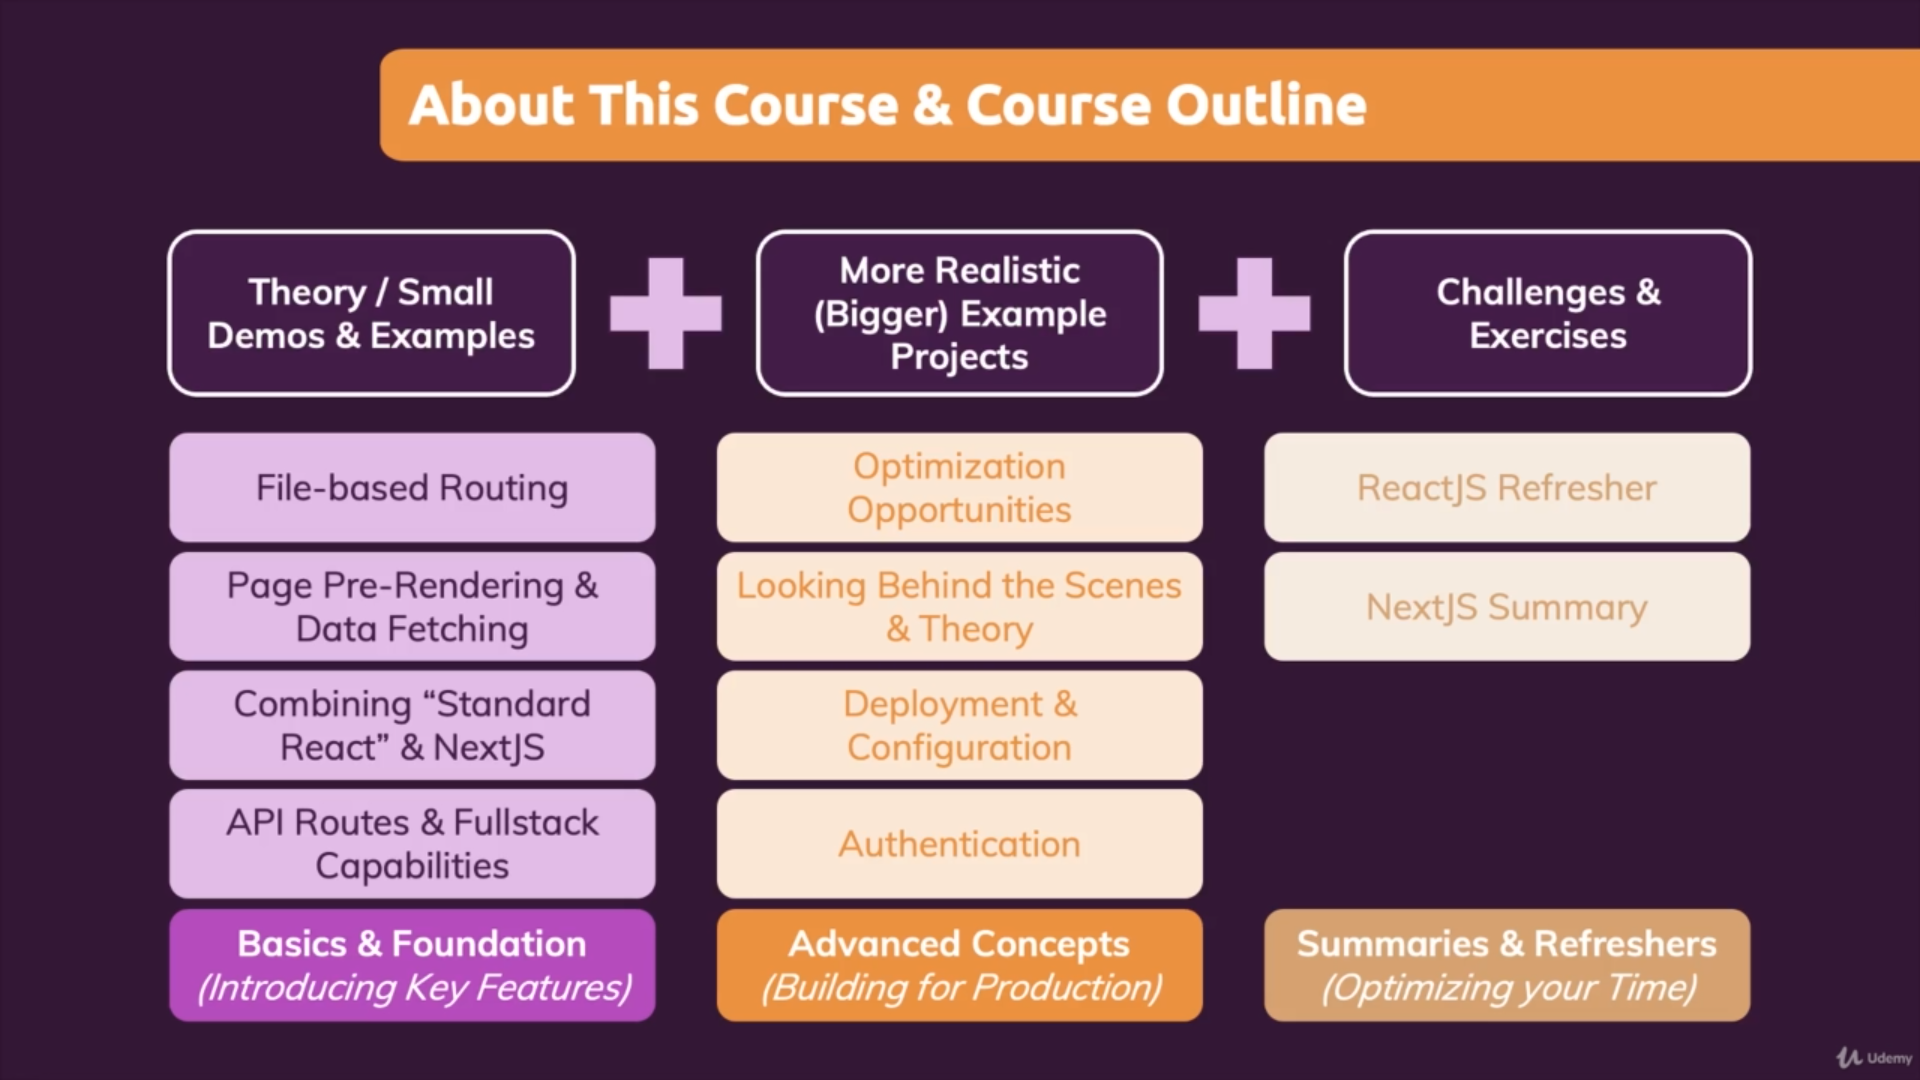 About This Course & Course Outline
Theory / Small
Demos & Examples
More Realistic
(Bigger) Example
Projects
Challenges &
Exercises
File-based Routing
Page Pre-Rendering &
Data Fetching
Combining “Standard
React” & NextJS
API Routes & Fullstack
Capabilities
Basics & Foundation
(Introducing Key Features)
Optimization
Opportunities
Looking Behind the Scenes
& Theory
Deployment &
Configuration
Authentication
Advanced Concepts
(Building for Production)
ReactJS Refresher
NextJS Summary
Summaries & Refreshers
(Optimizing your Time)
Udemy